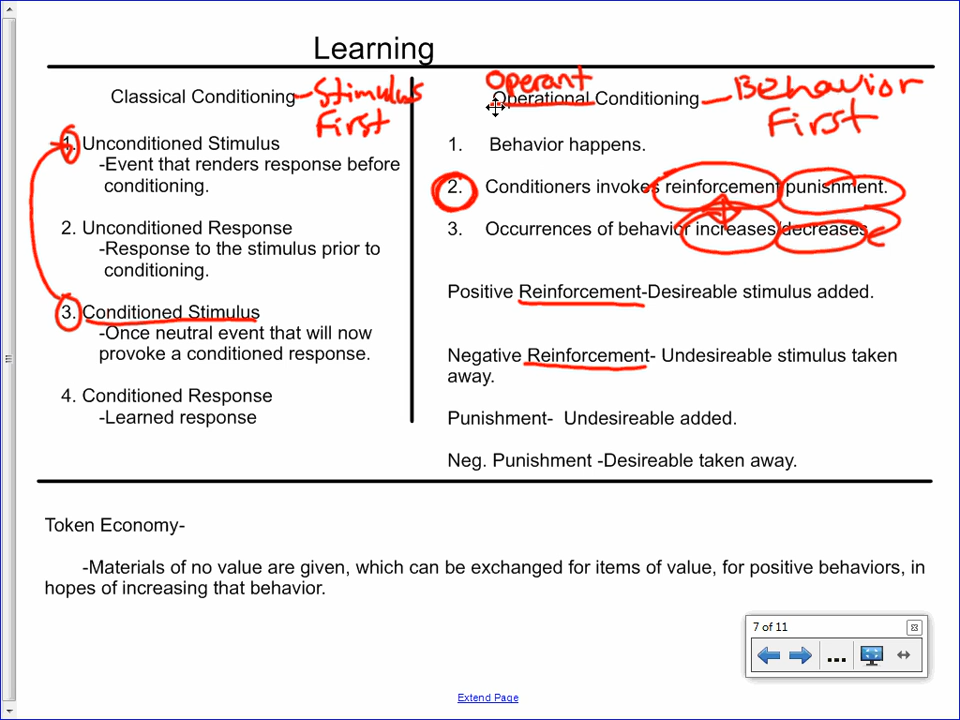 Learning
Classical Conditioning
Stimulus
First
1. Unconditioned Stimulus
-Event that renders response before
conditioning.
2. Unconditioned Response
-Response to the stimulus prior to
conditioning.
3. Conditioned Stimulus
-Once neutral event that will now
provoke a conditioned response.
4. Conditioned Response
-Learned response
Operant
Operational Conditioning
Behavior
First
1. Behavior happens.
2. Conditioners invokes reinforcement/punishment.
3. Occurrences of behavior increases/decreases.
Positive Reinforcement-Desireable stimulus added.
Negative Reinforcement- Undesireable stimulus taken
away.
Punishment- Undesireable added.
Neg. Punishment -Desireable taken away.
Token Economy-
-Materials of no value are given, which can be exchanged for items of value, for positive behaviors, in
hopes of increasing that behavior.
7 of 11
...
Extend Page